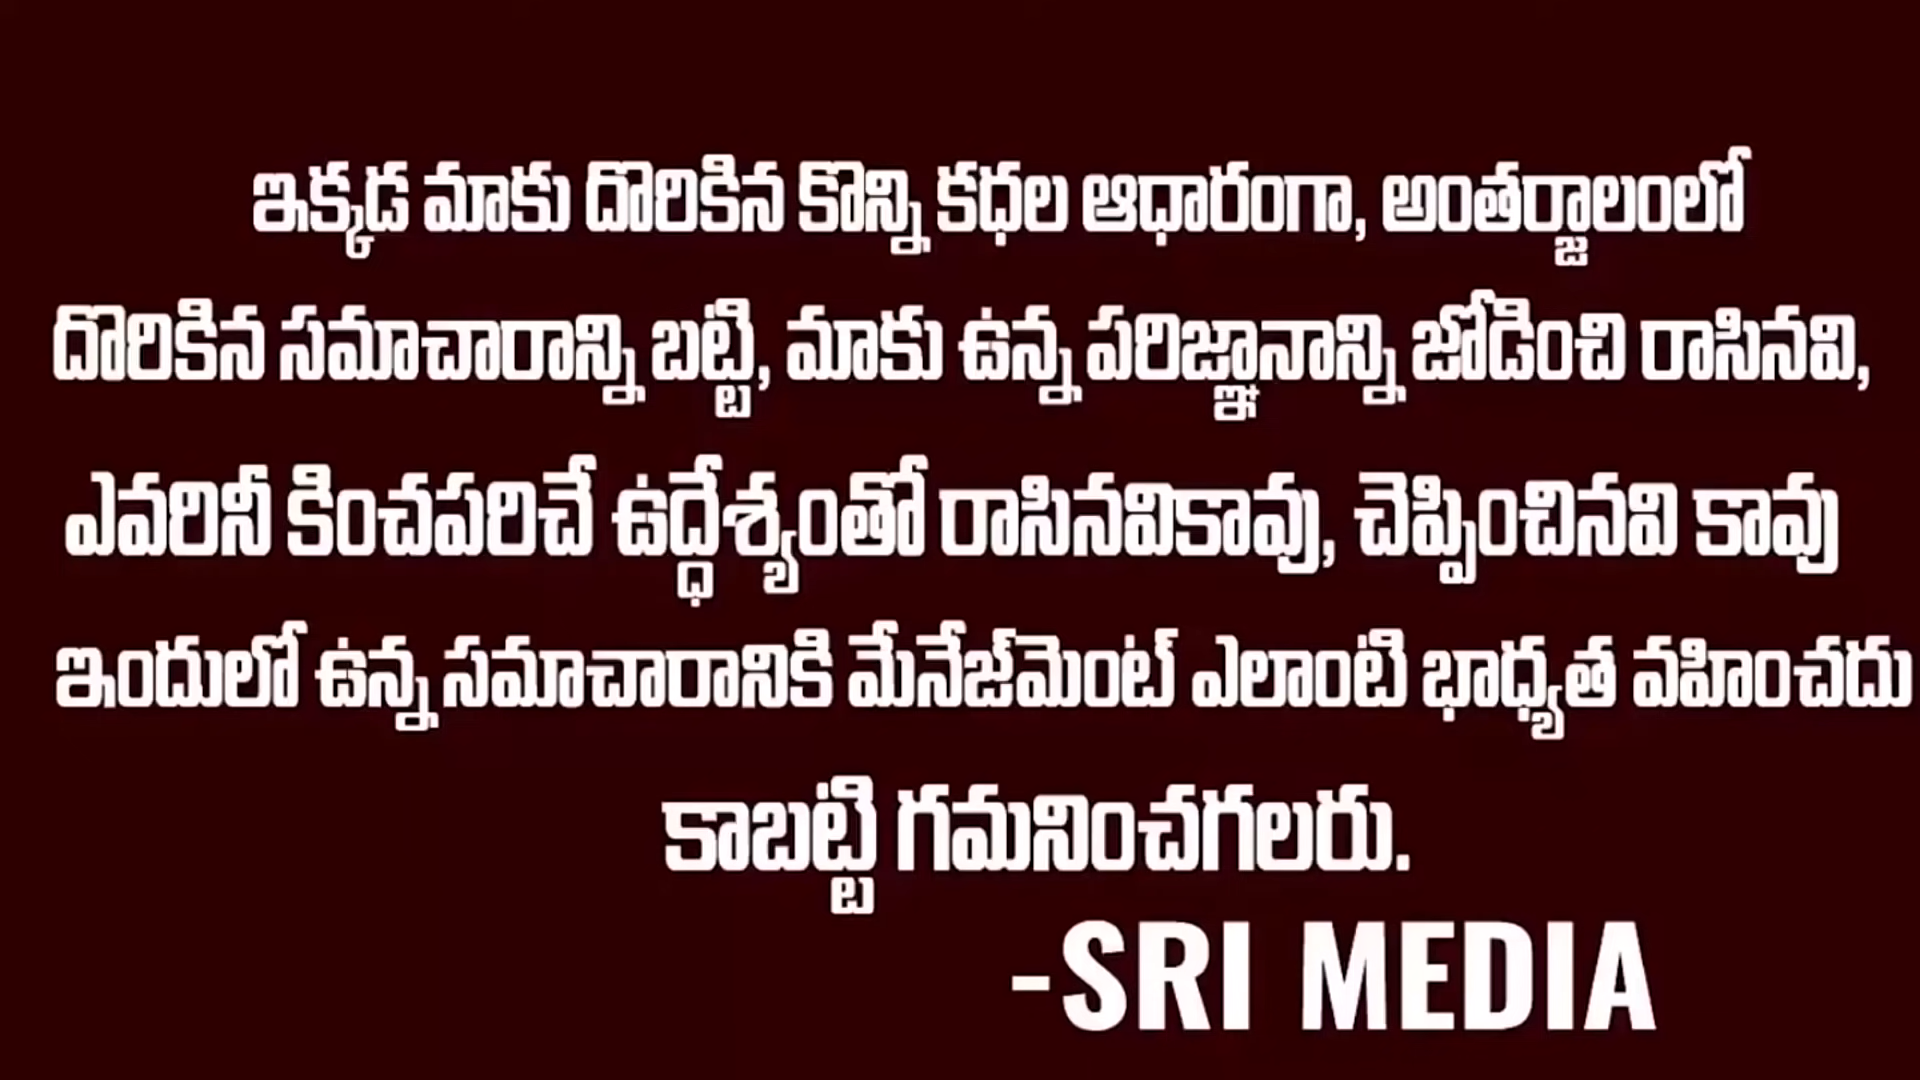 ఇక్కడ మాకు దొరికిన కొన్ని కధల ఆధారంగా, అంతర్జాలంలో
దొరికిన సమాచారాన్ని బట్టి, మాకు ఉన్న పరిజ్ఞానాన్ని జోడించి రాసినవి,
ఎవరినీ కించపరిచే ఉద్ధేశ్యంతో రాసినవికావు, చెప్పించినవి కావు
ఇందులో ఉన్న సమాచారానికి మేనేజ్‌మెంట్ ఎలాంటి భాధ్యత వహించదు
కాబట్టి గమనించగలరు.
-SRI MEDIA